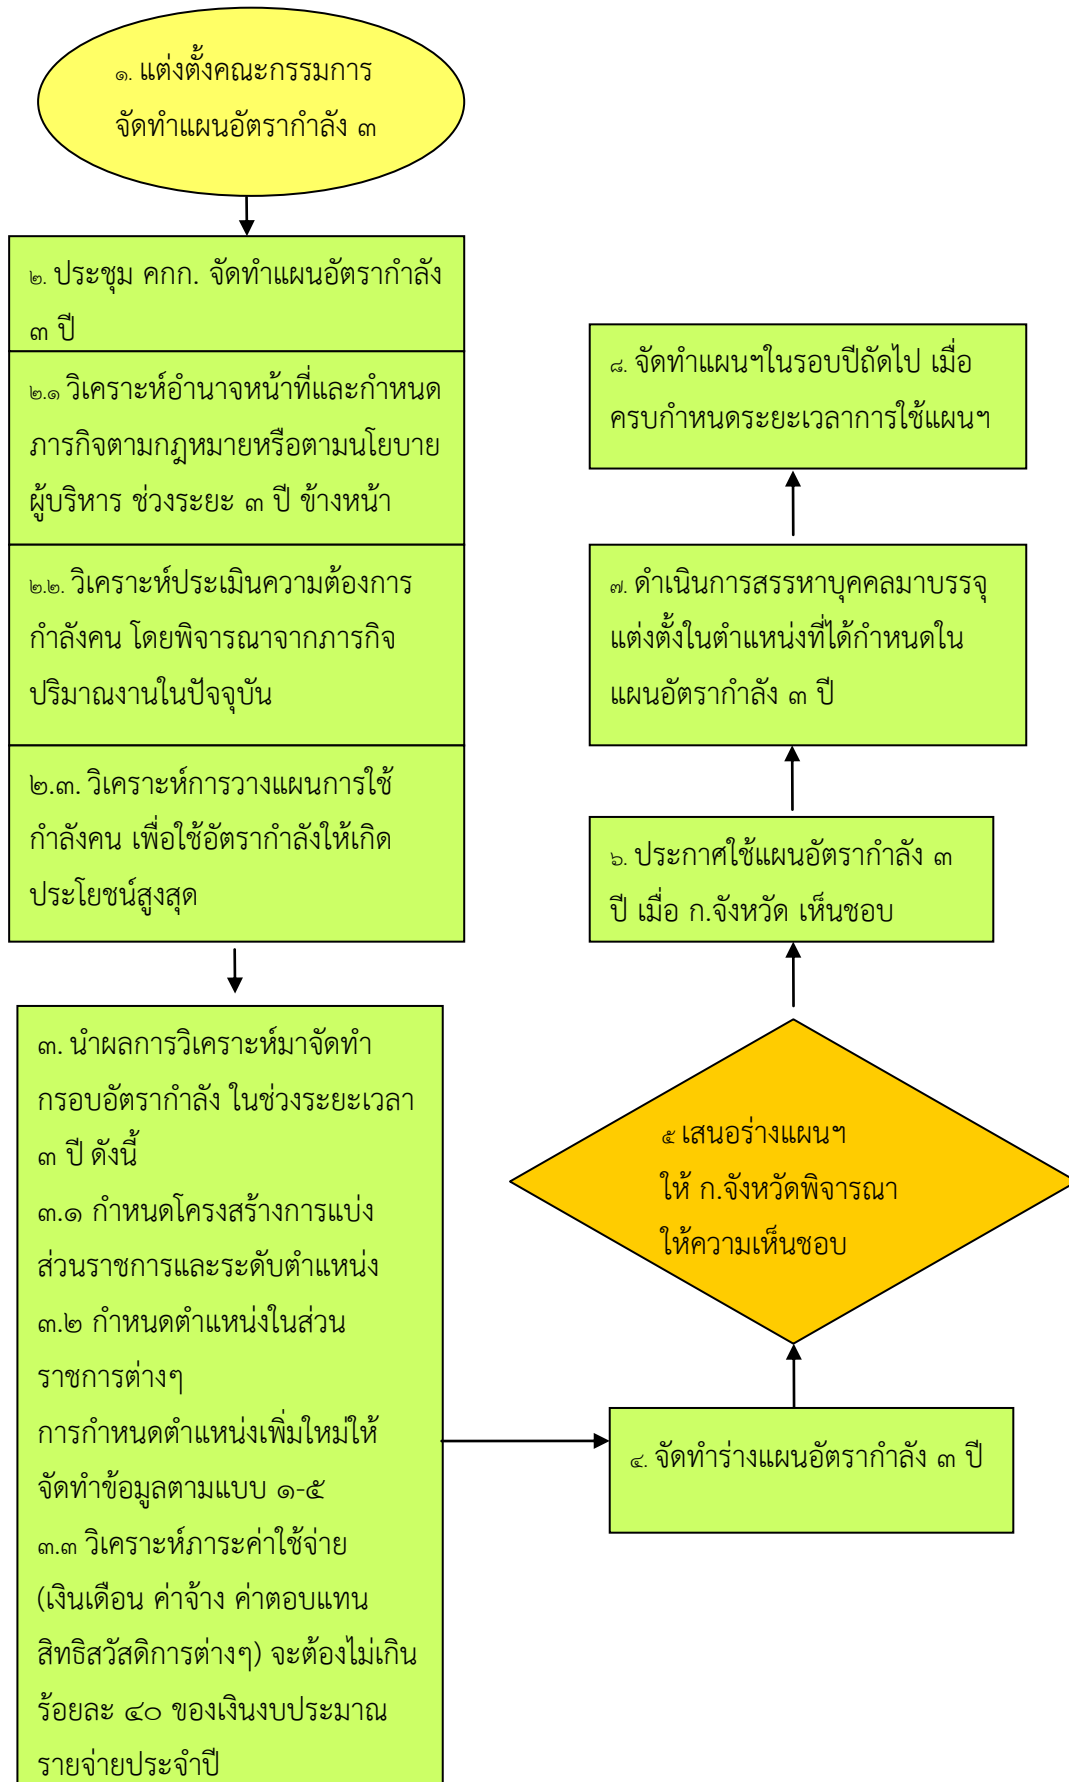 ๑. แต่งตั้งคณะกรรมการ
จัดทำแผนอัตรากำลัง ๓
๒. ประชุม คกก. จัดทำแผนอัตรากำลัง
๓ ปี
๒.๑ วิเคราะห์อำนาจหน้าที่และกำหนด
ภารกิจตามกฎหมายหรือตามนโยบาย
ผู้บริหาร ช่วงระยะ ๓ ปี ข้างหน้า
๒.๒. วิเคราะห์ประเมินความต้องการ
กำลังคน โดยพิจารณาจากภารกิจ
ปริมาณงานในปัจจุบัน
๒.๓. วิเคราะห์การวางแผนการใช้
กำลังคน เพื่อใช้อัตรากำลังให้เกิด
ประโยชน์สูงสุด
๓. นำผลการวิเคราะห์มาจัดทำ
กรอบอัตรากำลัง ในช่วงระยะเวลา
๓ ปี ดังนี้
๓.๑ กำหนดโครงสร้างการแบ่ง
ส่วนราชการและระดับตำแหน่ง
๓.๒ กำหนดตำแหน่งในส่วน
ราชการต่างๆ
การกำหนดตำแหน่งเพิ่มใหม่ให้
จัดทำข้อมูลตามแบบ ๑-๕
๓.๓ วิเคราะห์ภาระค่าใช้จ่าย
(เงินเดือน ค่าจ้าง ค่าตอบแทน
สิทธิสวัสดิการต่างๆ) จะต้องไม่เกิน
ร้อยละ ๔๐ ของเงินงบประมาณ
รายจ่ายประจำปี
๔. จัดทำร่างแผนอัตรากำลัง ๓ ปี
๕ เสนอร่างแผนฯ
ให้ ก.จังหวัดพิจารณา
ให้ความเห็นชอบ
๖. ประกาศใช้แผนอัตรากำลัง ๓
ปี เมื่อ ก.จังหวัด เห็นชอบ
๗. ดำเนินการสรรหาบุคคลมาบรรจุ
แต่งตั้งในตำแหน่งที่ได้กำหนดใน
แผนอัตรากำลัง ๓ ปี
๘. จัดทำแผนฯในรอบปีถัดไป เมื่อ
ครบกำหนดระยะเวลาการใช้แผนฯ